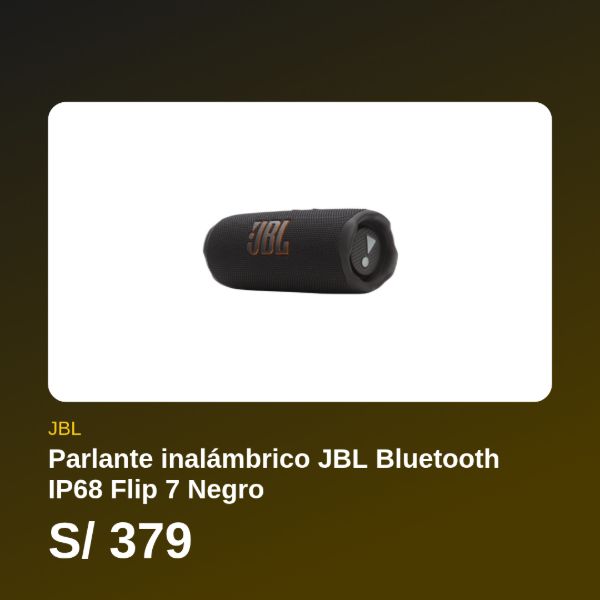 JBL
JBL
Parlante inalámbrico JBL Bluetooth
IP68 Flip 7 Negro
S/ 379